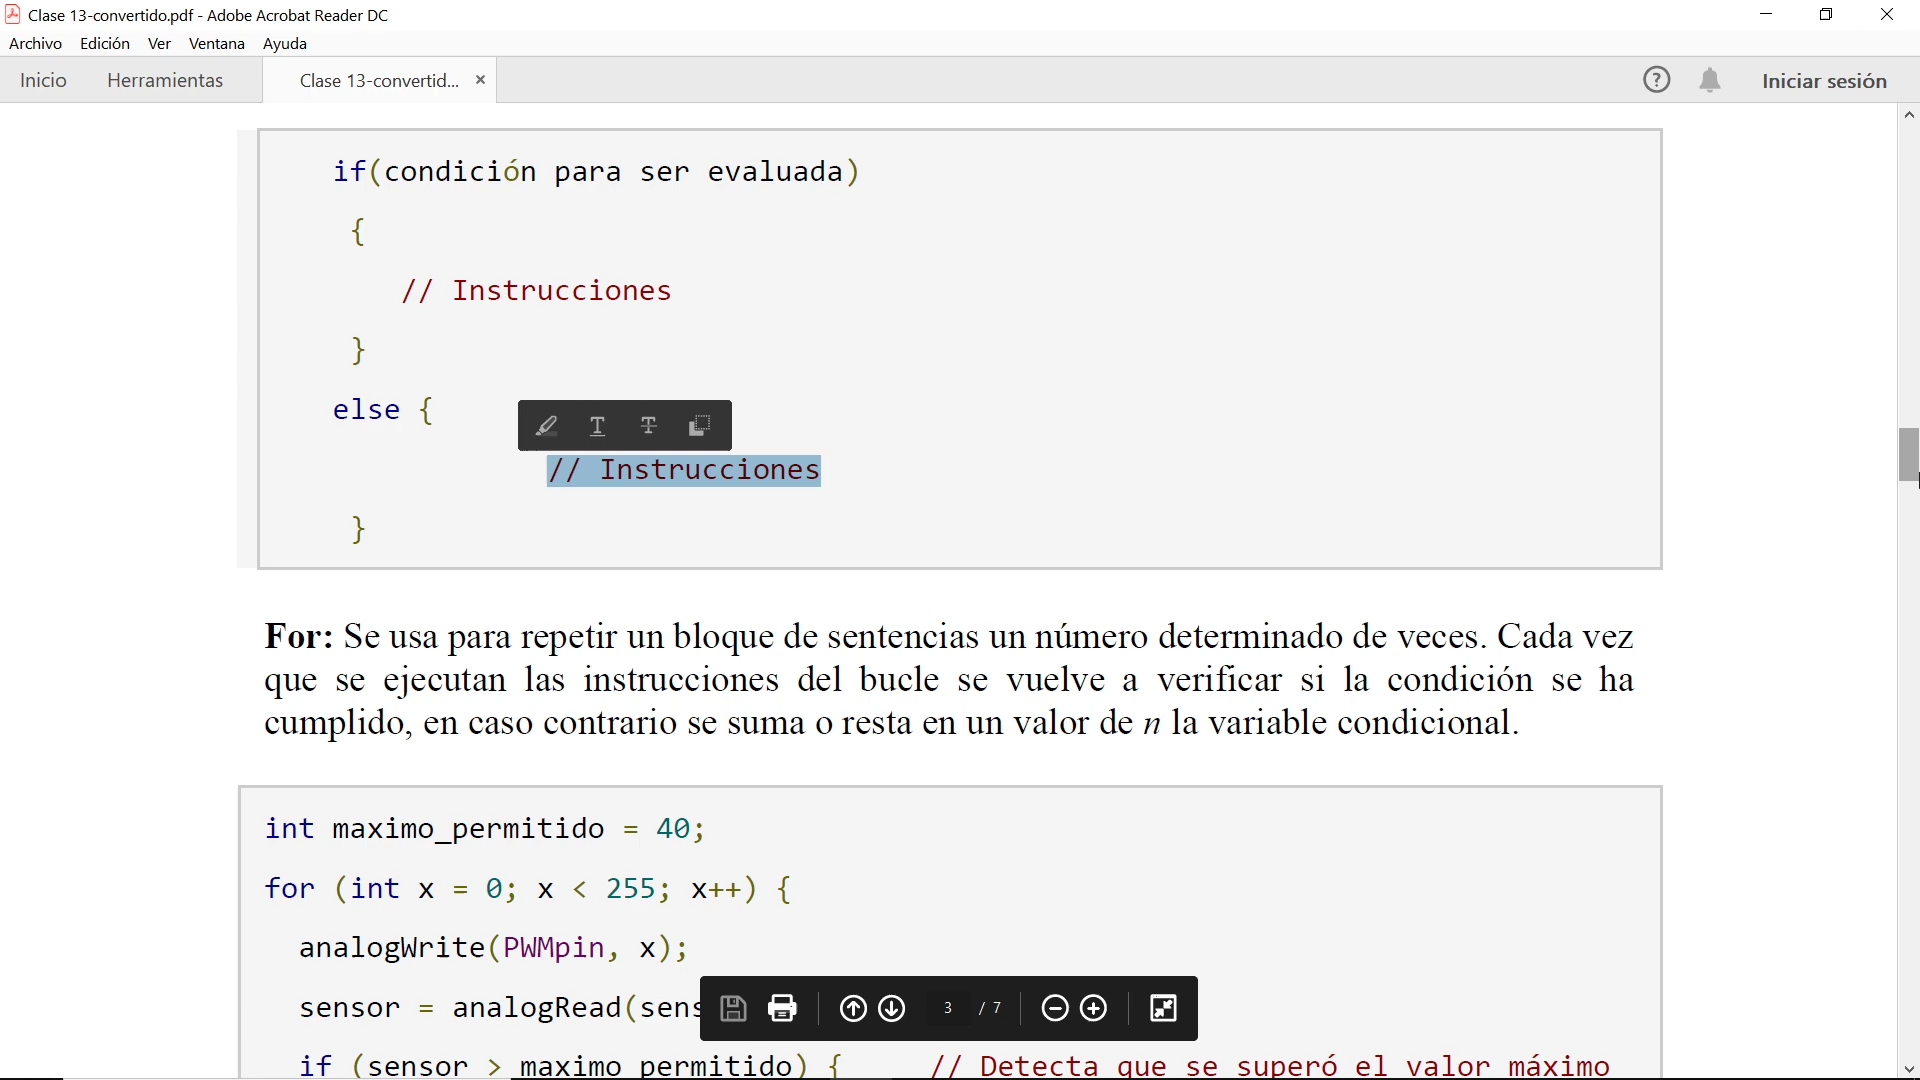 Clase 13-convertido.pdf - Adobe Acrobat Reader DC
Archivo Edición Ver Ventana Ayuda
Inicio Herramientas Clase 13-convertid... × ? Iniciar sesión
if(condición para ser evaluada)
{
// Instrucciones
}
else {
// Instrucciones
}
For: Se usa para repetir un bloque de sentencias un número determinado de veces. Cada vez
que se ejecutan las instrucciones del bucle se vuelve a verificar si la condición se ha
cumplido, en caso contrario se suma o resta en un valor de n la variable condicional.
int maximo_permitido = 40;
for (int x = 0; x < 255; x++) {
analogWrite(PWMpin, x);
sensor = analogRead(sens
3 / 7
if (sensor > maximo permitido) { // Detecta que se superó el valor máximo